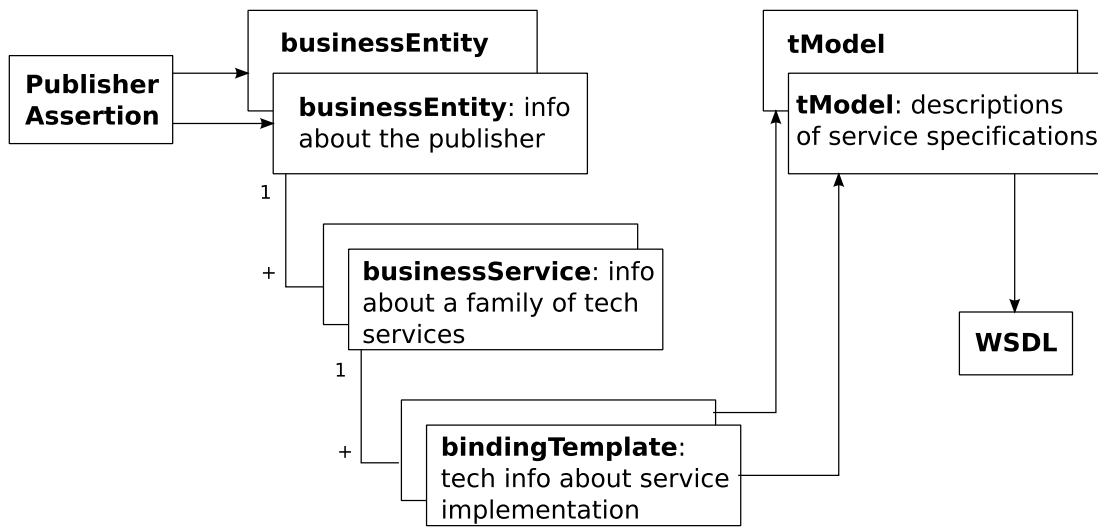 businessEntity
tModel
Publisher
Assertion
businessEntity: info
about the publisher
tModel: descriptions
of service specifications
1
+
businessService: info
about a family of tech
services
WSDL
1
+
bindingTemplate:
tech info about service
implementation